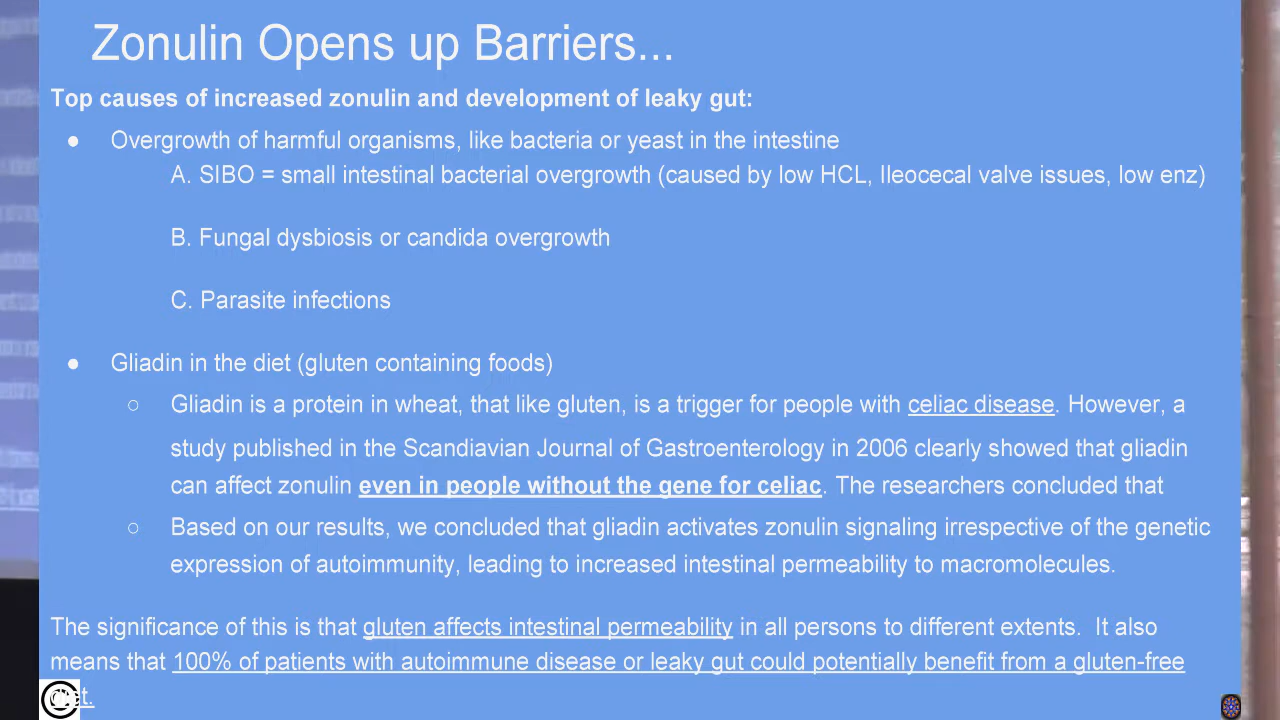 Zonulin Opens up Barriers...
Top causes of increased zonulin and development of leaky gut:
● Overgrowth of harmful organisms, like bacteria or yeast in the intestine
A. SIBO = small intestinal bacterial overgrowth (caused by low HCL, Ileocecal valve issues, low enz)
B. Fungal dysbiosis or candida overgrowth
C. Parasite infections
● Gliadin in the diet (gluten containing foods)
○ Gliadin is a protein in wheat, that like gluten, is a trigger for people with celiac disease. However, a
study published in the Scandiavian Journal of Gastroenterology in 2006 clearly showed that gliadin
can affect zonulin even in people without the gene for celiac. The researchers concluded that
○ Based on our results, we concluded that gliadin activates zonulin signaling irrespective of the genetic
expression of autoimmunity, leading to increased intestinal permeability to macromolecules.
The significance of this is that gluten affects intestinal permeability in all persons to different extents. It also
means that 100% of patients with autoimmune disease or leaky gut could potentially benefit from a gluten-free